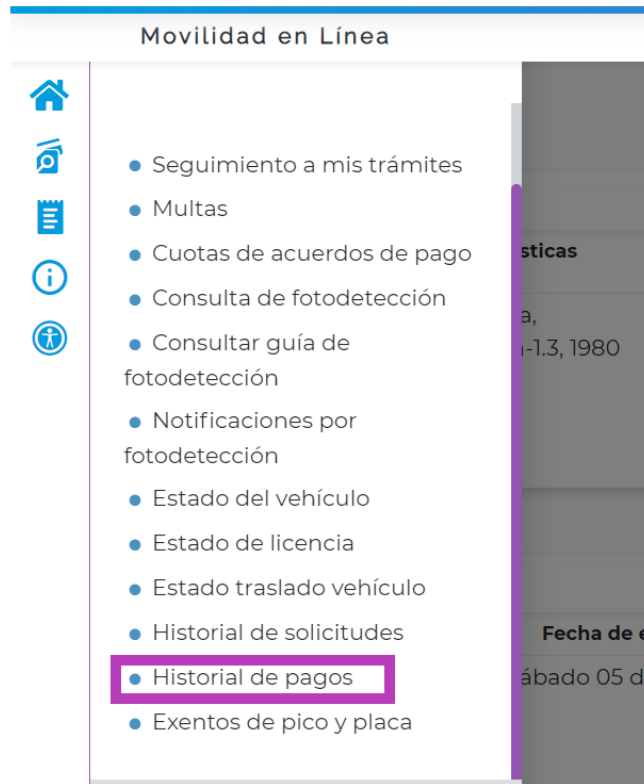 Movilidad en Línea
• Seguimiento a mis trámites
• Multas
• Cuotas de acuerdos de pago
sticas
• Consulta de fotodetección
a,
• Consultar guía de
-1.3, 1980
fotodetección
• Notificaciones por
fotodetección
• Estado del vehículo
• Estado de licencia
• Estado traslado vehículo
• Historial de solicitudes
Fecha de e
• Historial de pagos
ábado 05 d
• Exentos de pico y placa